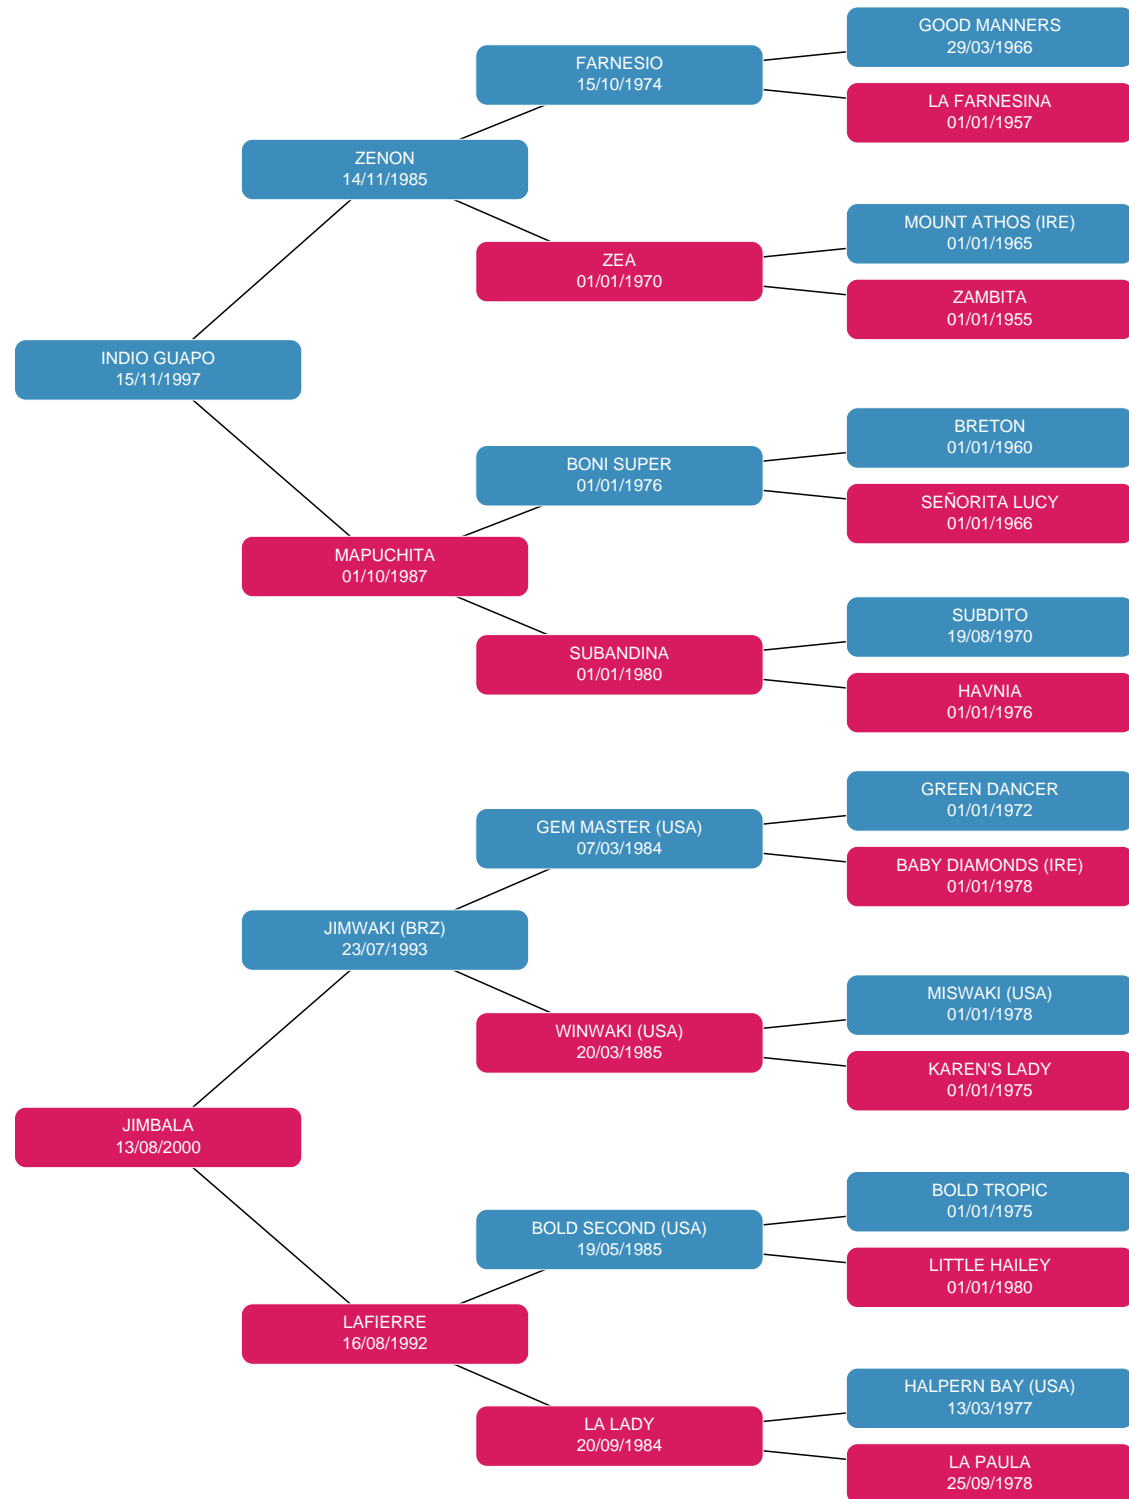 GOOD MANNERS
29/03/1966
FARNESIO
15/10/1974
LA FARNESINA
01/01/1957
ZENON
14/11/1985
MOUNT ATHOS (IRE)
01/01/1965
ZEA
01/01/1970
ZAMBITA
01/01/1955
INDIO GUAPO
15/11/1997
BRETON
01/01/1960
BONI SUPER
01/01/1976
SEÑORITA LUCY
01/01/1966
MAPUCHITA
01/10/1987
SUBDITO
19/08/1970
SUBANDINA
01/01/1980
HAVNIA
01/01/1976
GREEN DANCER
01/01/1972
GEM MASTER (USA)
07/03/1984
BABY DIAMONDS (IRE)
01/01/1978
JIMWAKI (BRZ)
23/07/1993
MISWAKI (USA)
01/01/1978
WINWAKI (USA)
20/03/1985
KAREN'S LADY
01/01/1975
JIMBALA
13/08/2000
BOLD TROPIC
01/01/1975
BOLD SECOND (USA)
19/05/1985
LITTLE HAILEY
01/01/1980
LAFIERRE
16/08/1992
HALPERN BAY (USA)
13/03/1977
LA LADY
20/09/1984
LA PAULA
25/09/1978